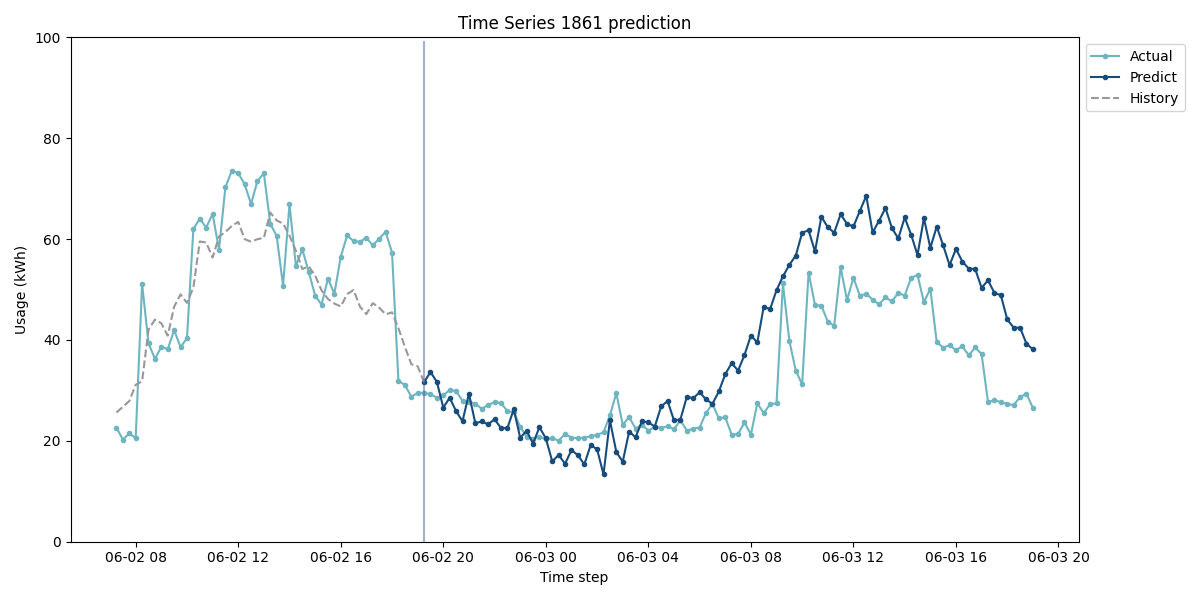 Time Series 1861 prediction
100
80
60
40
20
0
Usage (kWh)
06-02 08
06-02 12
06-02 16
06-02 20
06-03 00
06-03 04
06-03 08
06-03 12
06-03 16
06-03 20
Time step
Actual
Predict
History